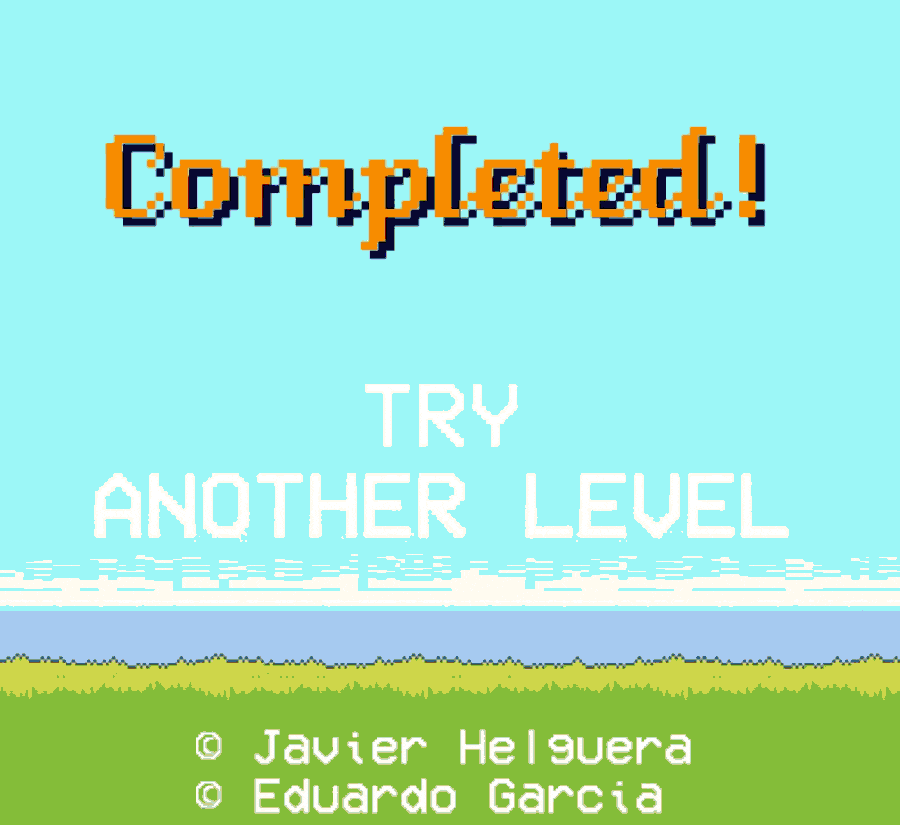 Completed!
TRY
ANOTHER LEVEL
© Javier Helguera
© Eduardo Garcia